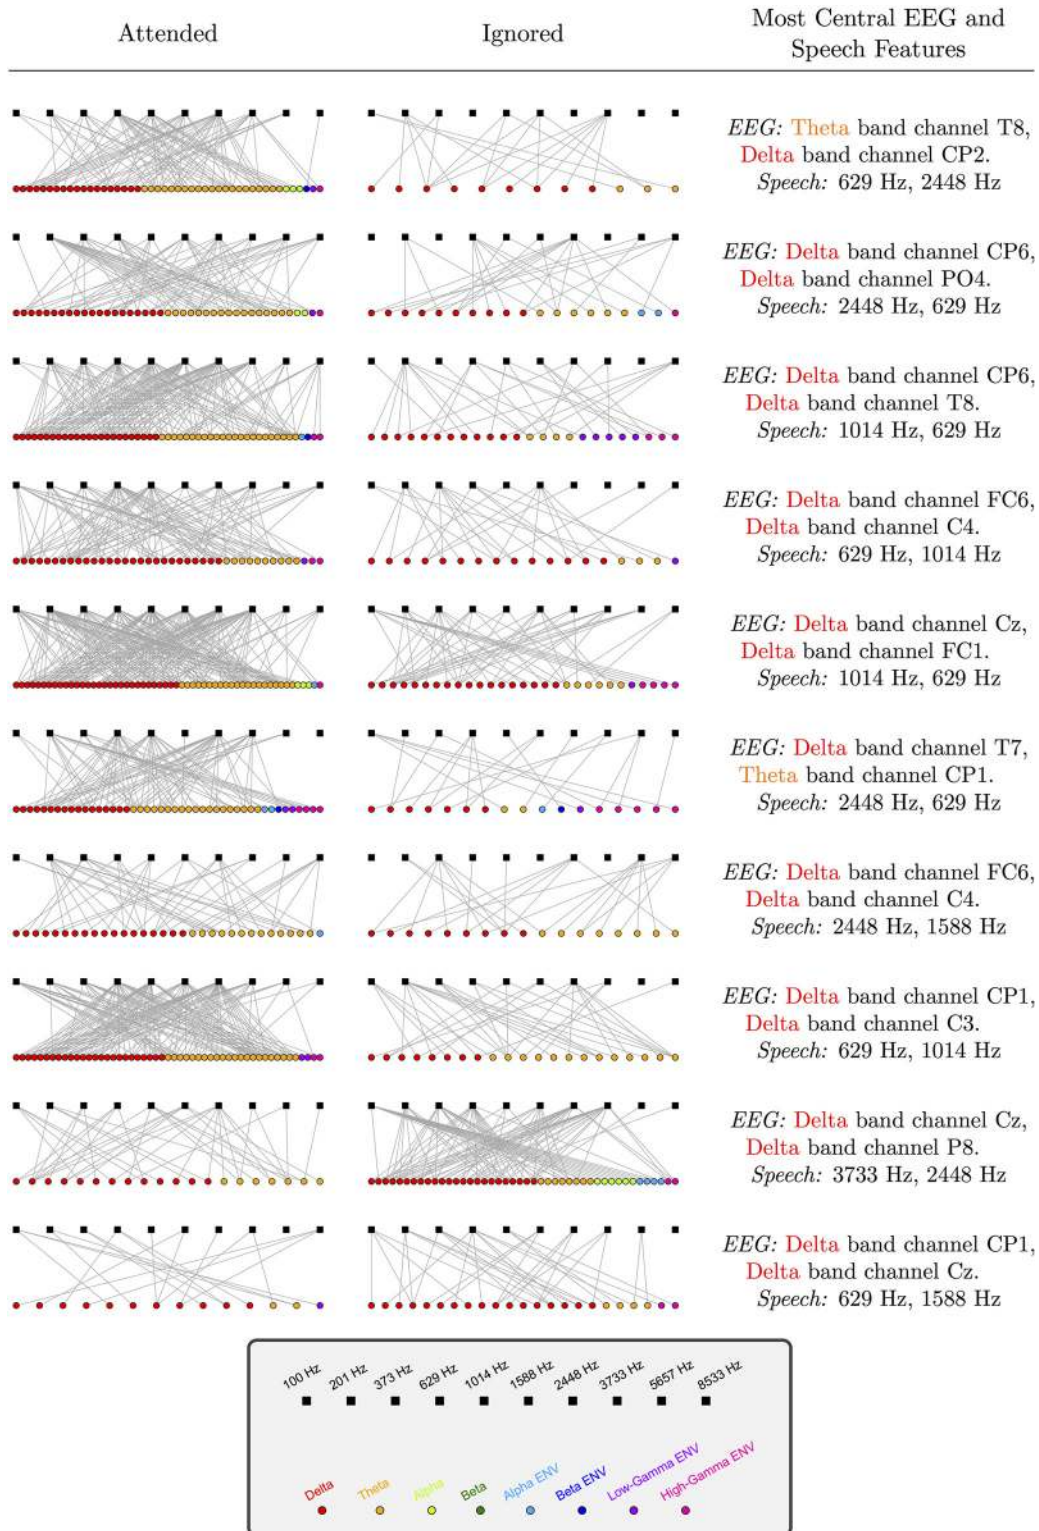 Attended
Ignored
Most Central EEG and
Speech Features
EEG: Theta band channel T8,
Delta band channel CP2.
Speech: 629 Hz, 2448 Hz
EEG: Delta band channel CP6,
Delta band channel PO4.
Speech: 2448 Hz, 629 Hz
EEG: Delta band channel CP6,
Delta band channel T8.
Speech: 1014 Hz, 629 Hz
EEG: Delta band channel FC6,
Delta band channel C4.
Speech: 629 Hz, 1014 Hz
EEG: Delta band channel Cz,
Delta band channel FC1.
Speech: 1014 Hz, 629 Hz
EEG: Delta band channel T7,
Theta band channel CP1.
Speech: 2448 Hz, 629 Hz
EEG: Delta band channel FC6,
Delta band channel C4.
Speech: 2448 Hz, 1588 Hz
EEG: Delta band channel CP1,
Delta band channel C3.
Speech: 629 Hz, 1014 Hz
EEG: Delta band channel Cz,
Delta band channel P8.
Speech: 3733 Hz, 2448 Hz
EEG: Delta band channel CP1,
Delta band channel Cz.
Speech: 629 Hz, 1588 Hz
100 Hz 201 Hz 373 Hz 629 Hz 1014 Hz 1588 Hz 2448 Hz 3733 Hz 5657 Hz 8533 Hz
Delta Theta Alpha Beta Alpha ENV Beta ENV Low-Gamma ENV High-Gamma ENV